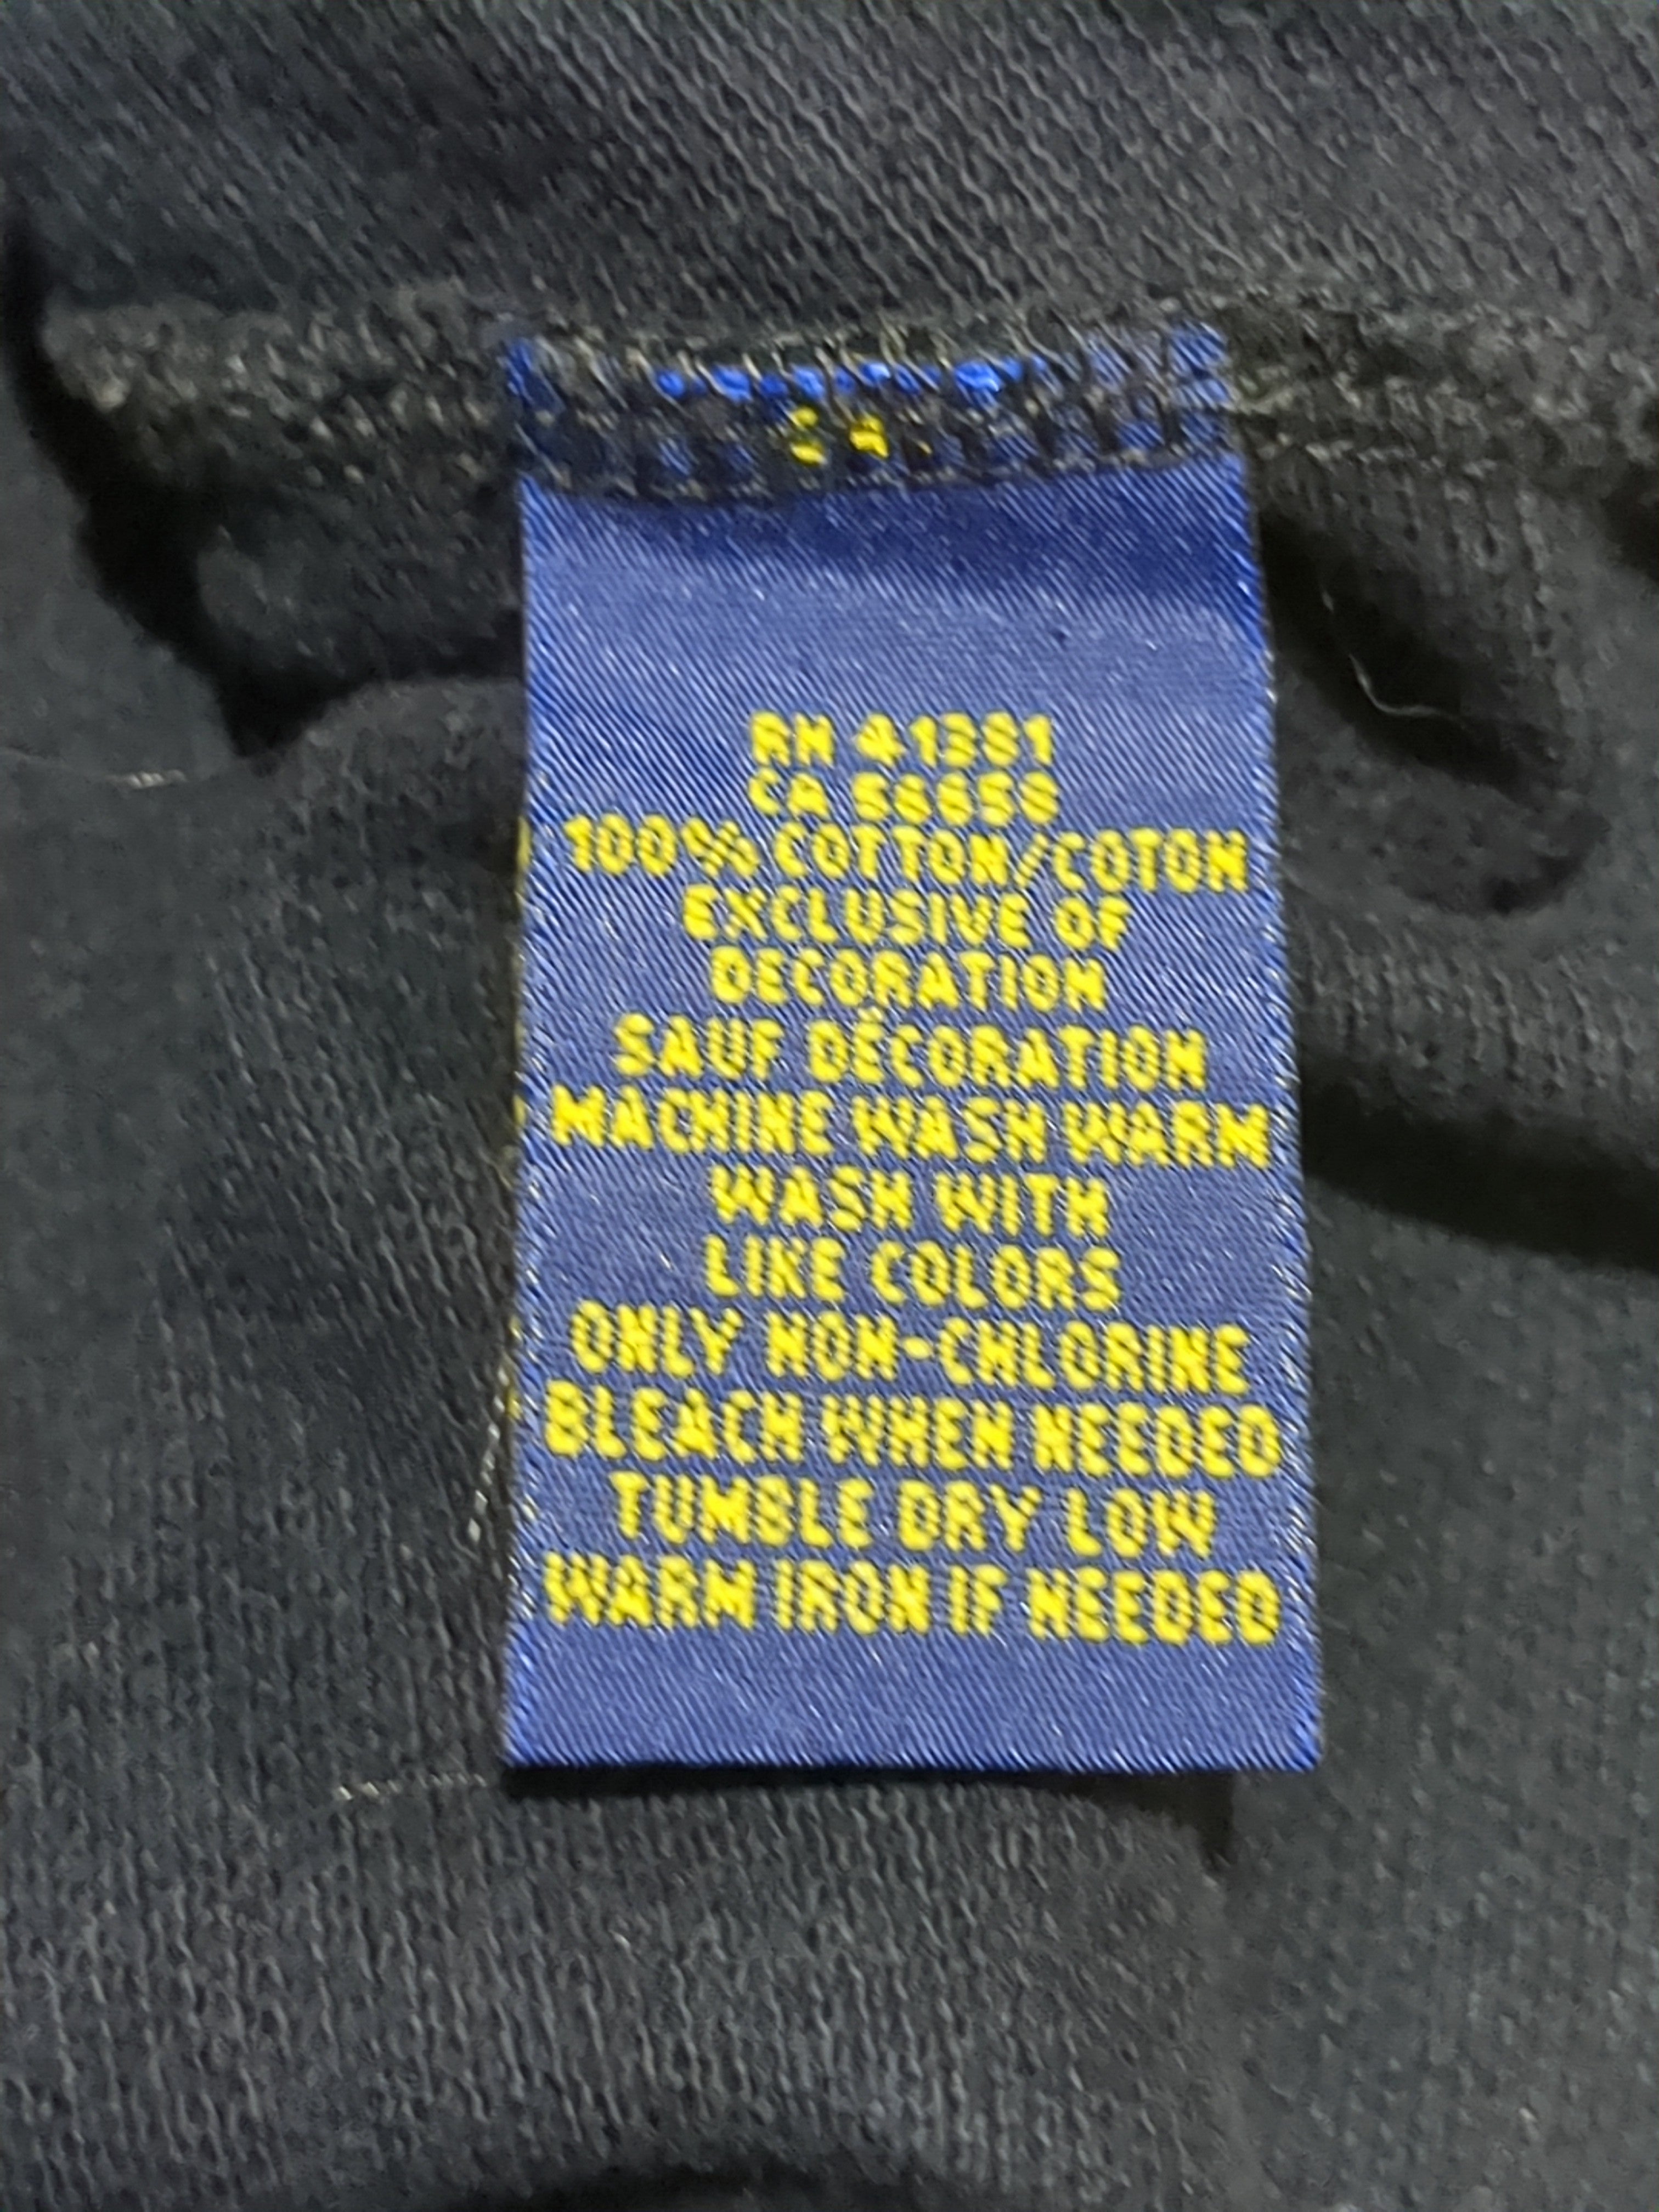 RN 41381
CA
100% COTTON/COTON
EXCLUSIVE OF
DECORATION
SAUF DÉCORATION
MACHINE WASH WARM
WASH WITH
LIKE COLORS
ONLY NON-CHLORINE
BLEACH WHEN NEEDED
TUMBLE DRY LOW
WARM IRON IF NEEDED